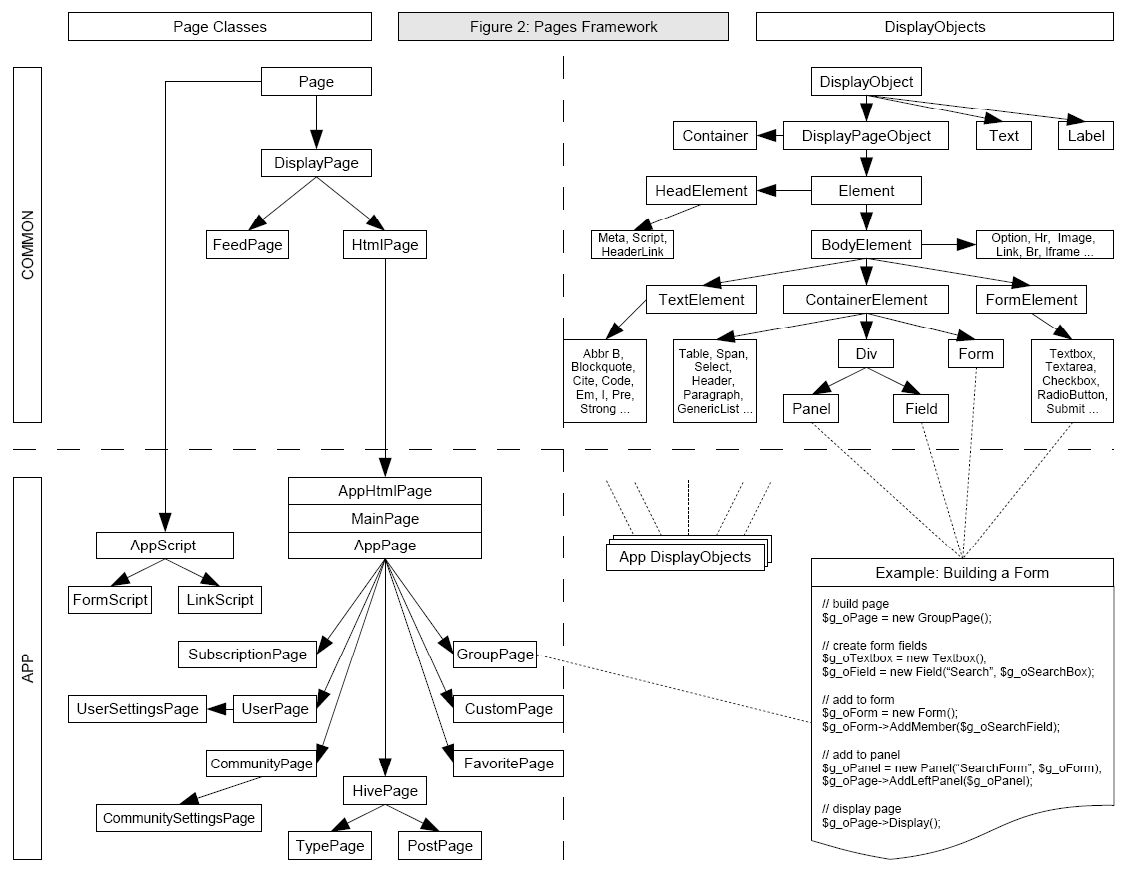 Page Classes
Figure 2: Pages Framework
DisplayObjects
COMMON
Page
DisplayPage
FeedPage
HtmlPage
DisplayObject
Container
DisplayPageObject
Text
Label
HeadElement
Element
Meta, Script,
HeaderLink
BodyElement
Option, Hr, Image,
Link, Br, Iframe ...
TextElement
ContainerElement
FormElement
Abbr B,
Blockquote,
Cite, Code,
Em, I, Pre,
Strong ...
Table, Span,
Select,
Header,
Paragraph,
GenericList ...
Div
Form
Panel
Field
Textbox,
Textarea,
Checkbox,
RadioButton,
Submit ...
APP
AppHtmlPage
MainPage
AppPage
AppScript
FormScript
LinkScript
SubscriptionPage
GroupPage
UserSettingsPage
UserPage
CustomPage
CommunityPage
FavoritePage
CommunitySettingsPage
HivePage
TypePage
PostPage
App DisplayObjects
Example: Building a Form
// build page
$g_oPage = new GroupPage();
// create form fields
$g_oTextbox = new Textbox(),
$g_oField = new Field(“Search”, $g_oSearchBox);
// add to form
$g_oForm = new Form();
$g_oForm->AddMember($g_oSearchField);
// add to panel
$g_oPanel = new Panel(“SearchForm”, $g_oForm),
$g_oPage->AddLeftPanel($g_oPanel);
// display page
$g_oPage->Display();